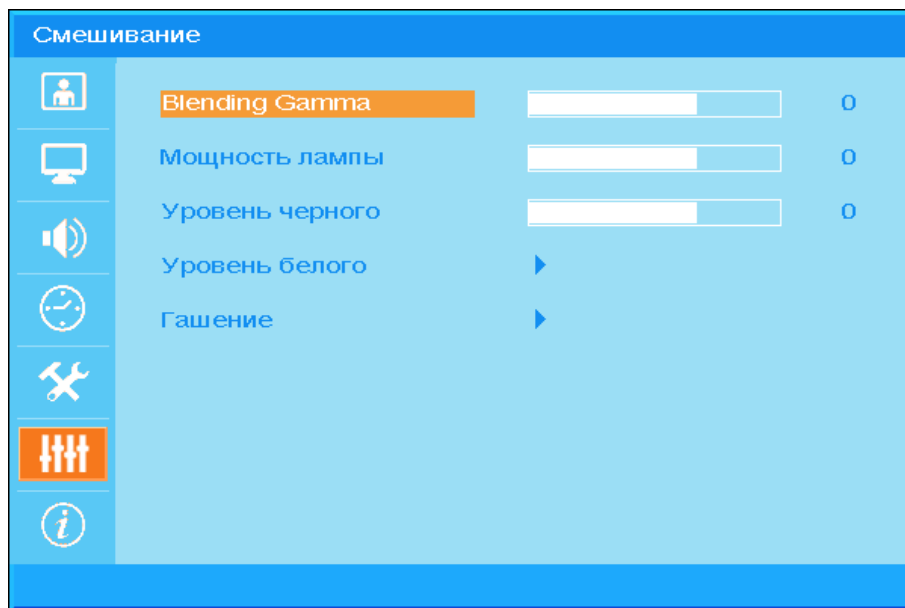 Смешивание
Blending Gamma 0
Мощность лампы 0
Уровень черного 0
Уровень белого
Гашение